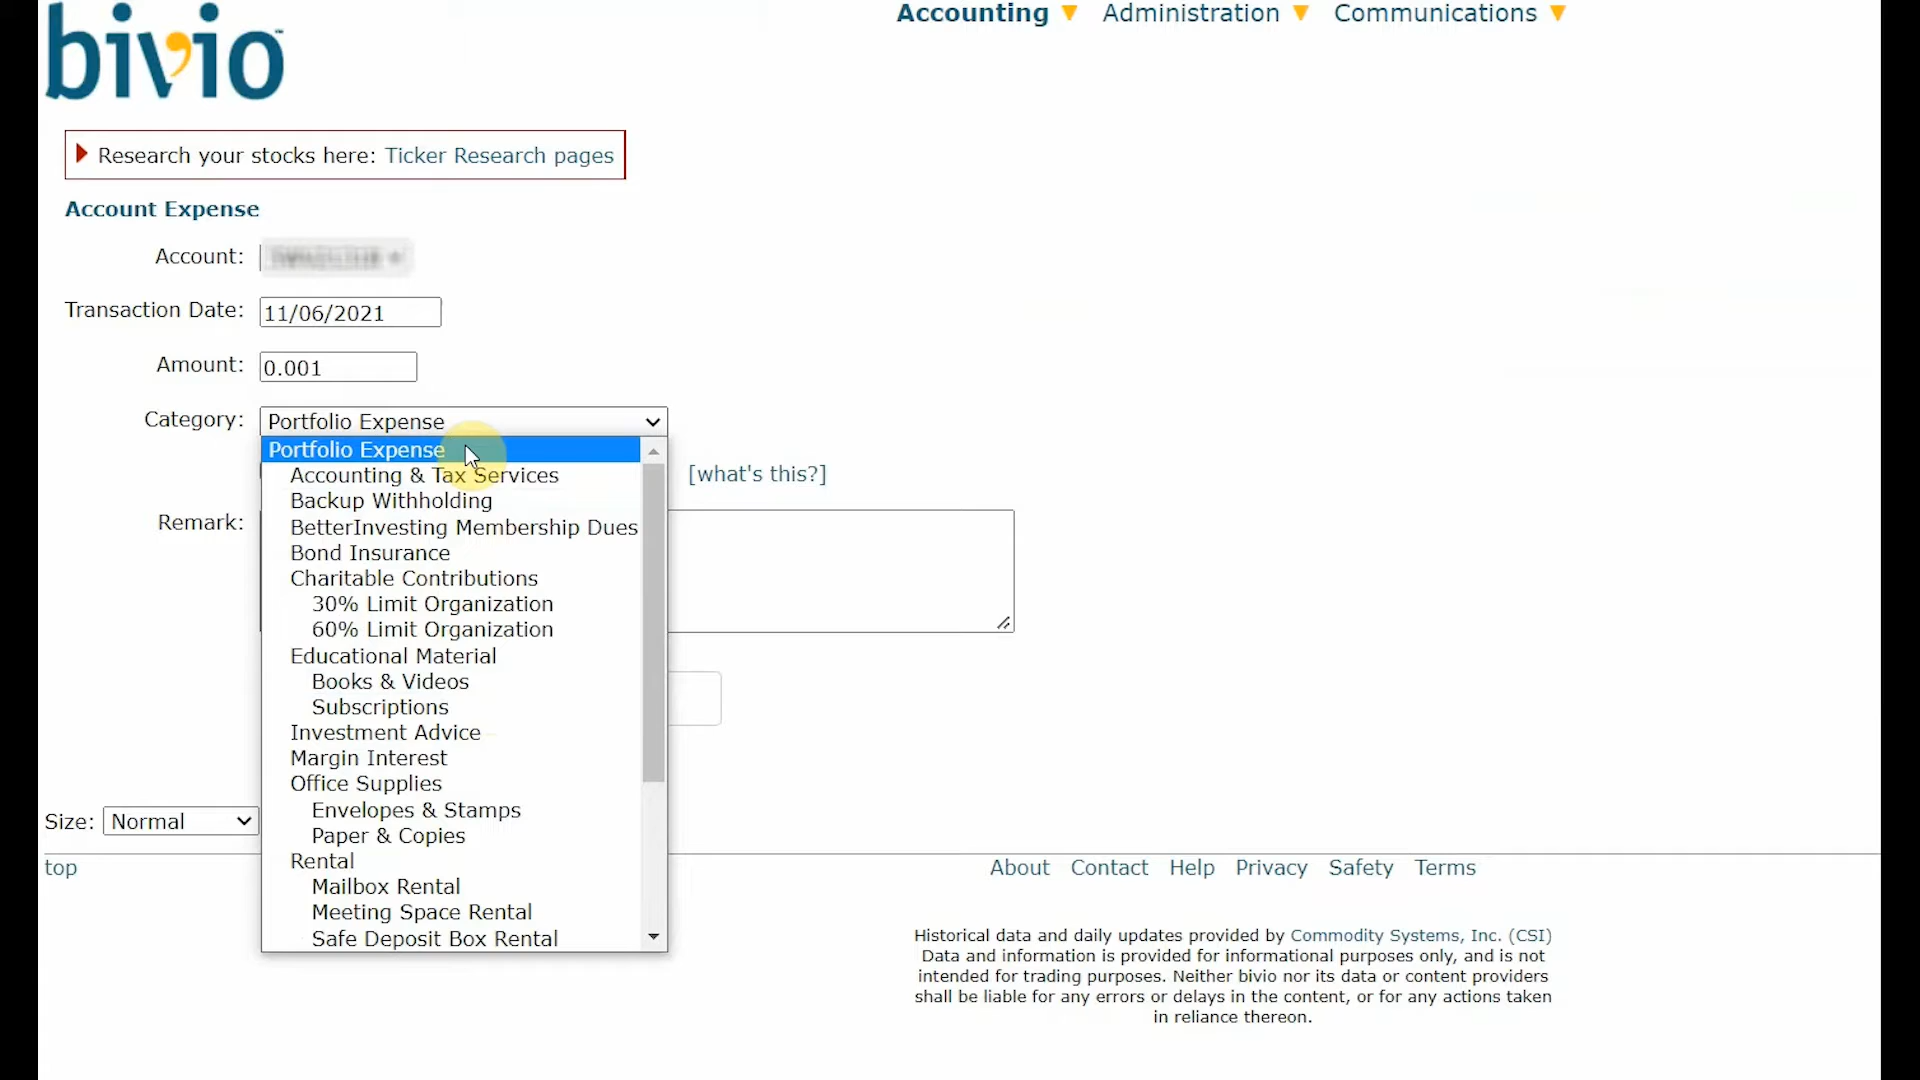 Accounting ▼ Administration ▼ Communications ▼
bivio™
Research your stocks here: Ticker Research pages
Account Expense
Account:
Transaction Date: 11/06/2021
Amount: 0.001
Category: Portfolio Expense
Portfolio Expense
Accounting & Tax Services
[what's this?]
Backup Withholding
Remark:
BetterInvesting Membership Dues
Bond Insurance
Charitable Contributions
30% Limit Organization
60% Limit Organization
Educational Material
Books & Videos
Subscriptions
Investment Advice
Margin Interest
Office Supplies
Envelopes & Stamps
Size: Normal
Paper & Copies
Rental
top
About Contact Help Privacy Safety Terms
Mailbox Rental
Meeting Space Rental
Safe Deposit Box Rental
Historical data and daily updates provided by Commodity Systems, Inc. (CSI)
Data and information is provided for informational purposes only, and is not
intended for trading purposes. Neither bivio nor its data or content providers
shall be liable for any errors or delays in the content, or for any actions taken
in reliance thereon.